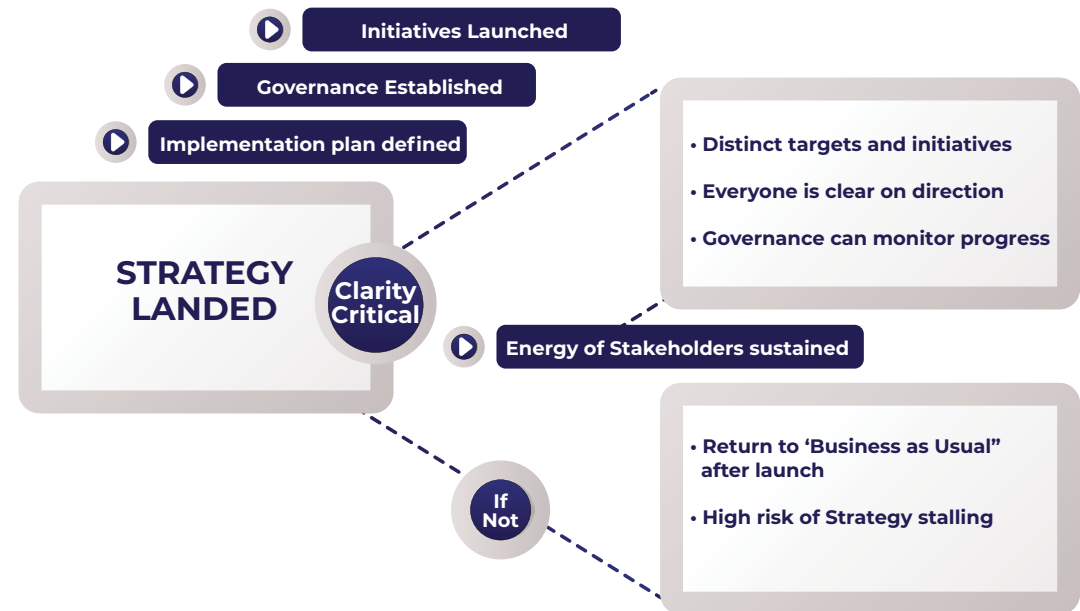 Initiatives Launched
Governance Established
Implementation plan defined
STRATEGY
LANDED
Clarity
Critical
• Distinct targets and initiatives
• Everyone is clear on direction
• Governance can monitor progress
Energy of Stakeholders sustained
If
Not
• Return to ‘Business as Usual”
after launch
• High risk of Strategy stalling